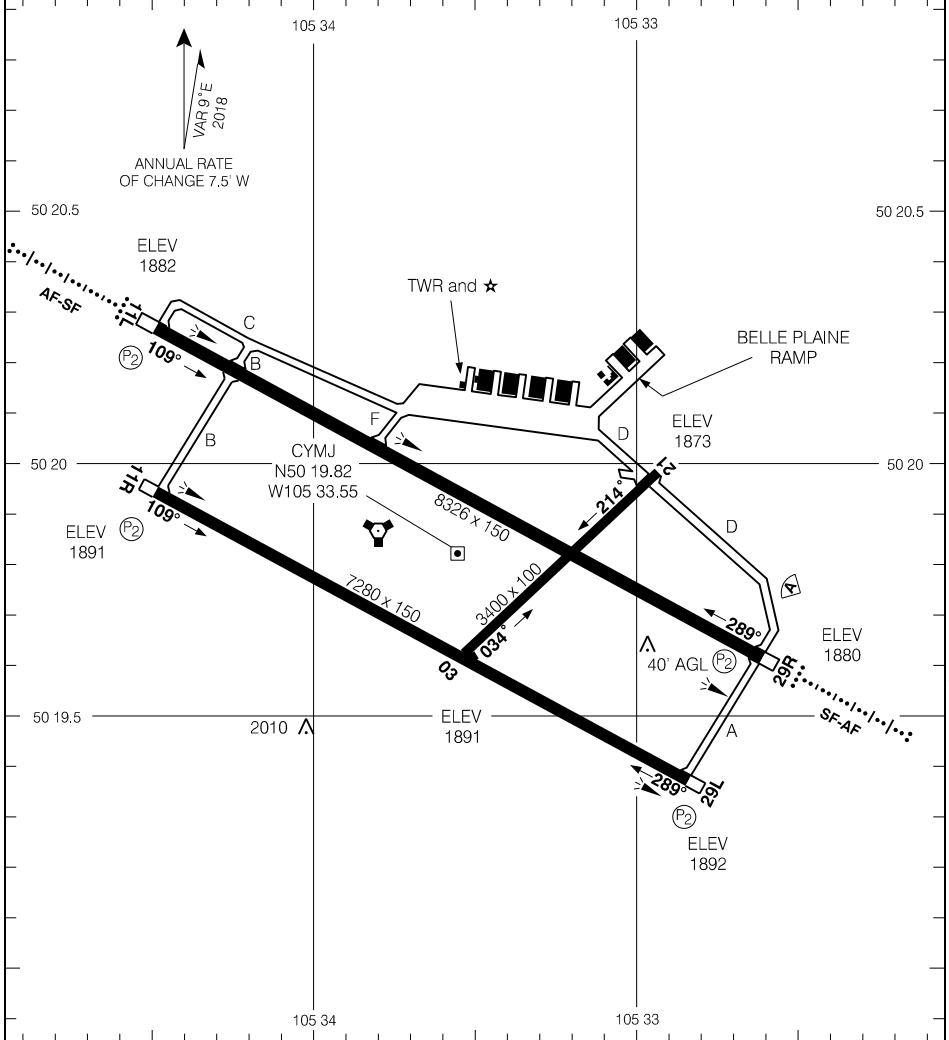 105 34
105 33
VAR 9°E
2018
ANNUAL RATE
OF CHANGE 7.5' W
50 20.5
50 20.5
ELEV
1882
AF-SF
11L
109°
P2
C
B
TWR and ☆
BELLE PLAINE
RAMP
F
D
ELEV
1873
21
214°
50 20
50 20
CYMJ
N50 19.82
W105 33.55
B
11R
109°
P2
ELEV
1891
8326 x 150
D
A
7280 x 150
3400 x 100
034°
03
289°
29R
ELEV
1880
40' AGL
P2
SF-AF
50 19.5
2010
ELEV
1891
A
289°
29L
P2
ELEV
1892
105 34
105 33